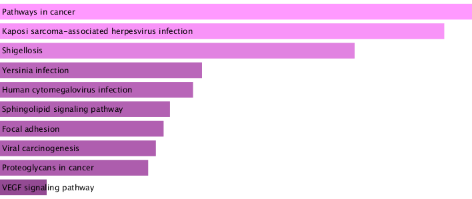 Pathways in cancer
Kaposi sarcoma-associated herpesvirus infection
Shigellosis
Yersinia infection
Human cytomegalovirus infection
Sphingolipid signaling pathway
Focal adhesion
Viral carcinogenesis
Proteoglycans in cancer
VEGF signaling pathway